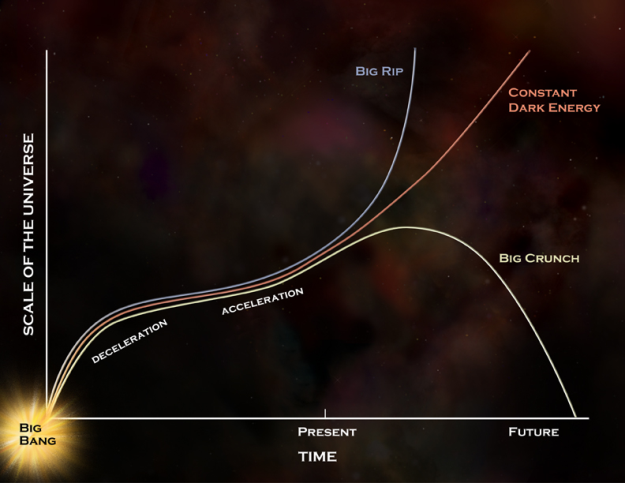 BIG RIP
CONSTANT
DARK ENERGY
SCALE OF THE UNIVERSE
BIG CRUNCH
ACCELERATION
DECELERATION
BIG
BANG
PRESENT
FUTURE
TIME